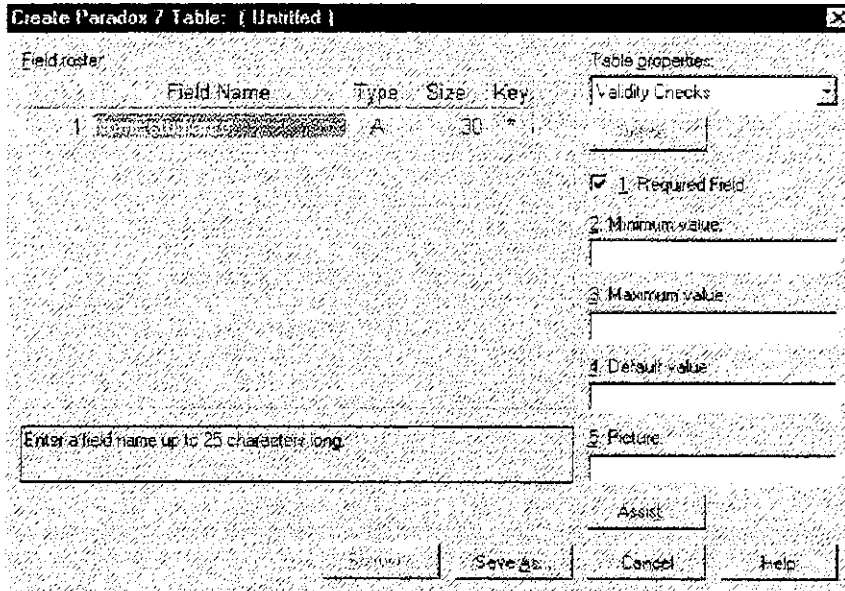 Create Paradox 7 Table: ( Untitled )
Field roster
Field Name Type Size Key
1 A 30 *
Table properties:
Validity Checks
1. Required Field
2. Minimum value:
3. Maximum value
4. Default value
5. Picture
Enter a field name up to 25 characters long.
Assist
Save As...
Cancel
Help